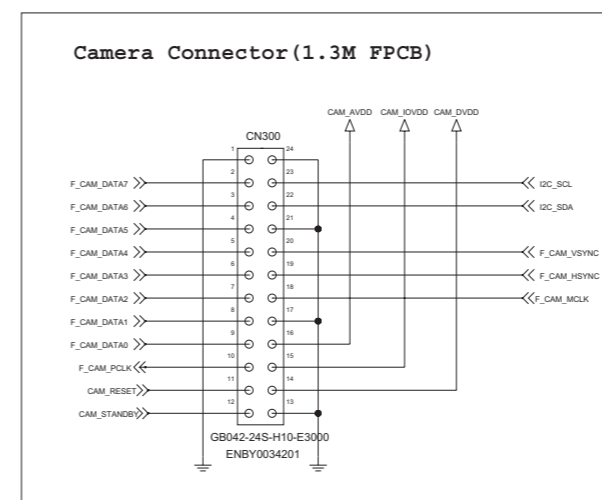 Camera Connector(1.3M FPCB)
CAM_AVDD CAM_IOVDD CAM_DVDD
CN300
1 24
2 23
F_CAM_DATA7 I2C_SCL
3 22
F_CAM_DATA6 I2C_SDA
4 21
F_CAM_DATA5
5 20
F_CAM_DATA4 F_CAM_VSYNC
6 19
F_CAM_DATA3 F_CAM_HSYNC
7 18
F_CAM_DATA2 F_CAM_MCLK
8 17
F_CAM_DATA1
9 16
F_CAM_DATA0
10 15
F_CAM_PCLK
11 14
CAM_RESET
12 13
CAM_STANDBY
GB042-24S-H10-E3000
ENBY0034201